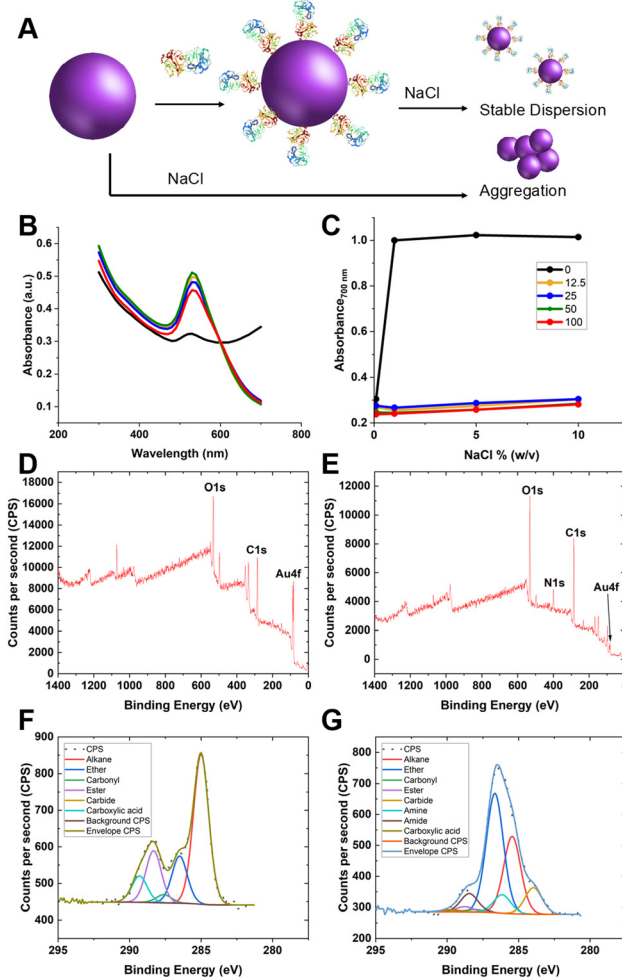 A
NaCl
Stable Dispersion
NaCl
Aggregation
B
Absorbance (a.u.)
0.6
0.5
0.4
0.3
0.2
0.1
200
400
600
800
Wavelength (nm)
C
Absorbance700 nm
1.0
0.8
0.6
0.4
0.2
0
5
10
NaCl % (w/v)
0
12.5
25
50
100
D
Counts per second (CPS)
18000
16000
14000
12000
10000
8000
6000
4000
2000
0
O1s
C1s
Au4f
1400 1200 1000 800 600 400 200 0
Binding Energy (eV)
E
Counts per second (CPS)
12000
10000
8000
6000
4000
2000
0
O1s
C1s
N1s
Au4f
1400 1200 1000 800 600 400 200 0
Binding Energy (eV)
F
Counts per second (CPS)
900
800
700
600
500
400
CPS
Alkane
Ether
Carbonyl
Ester
Carbide
Carboxylic acid
Background CPS
Envelope CPS
295 290 285 280
Binding Energy (eV)
G
Counts per second (CPS)
800
700
600
500
400
300
200
CPS
Alkane
Ether
Carbonyl
Ester
Carbide
Amine
Amide
Carboxylic acid
Background CPS
Envelope CPS
295 290 285 280
Binding Energy (eV)